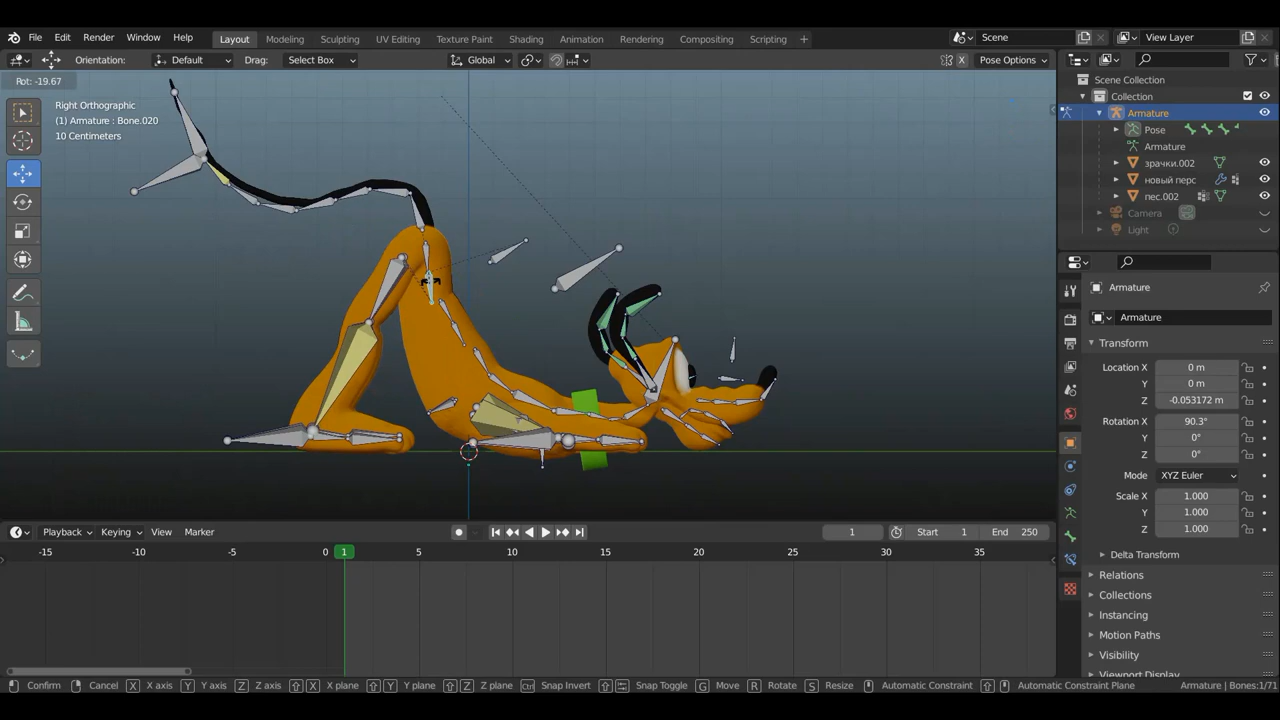 File Edit Render Window Help Layout Modeling Sculpting UV Editing Texture Paint Shading Animation Rendering Compositing Scripting + Scene View Layer
Orientation: Default Drag: Select Box Global X Pose Options
Rot: -19.67
Right Orthographic
(1) Armature : Bone.020
10 Centimeters
Scene Collection
Collection
Armature
Pose
Armature
зрачки.002
новый перс
пес.002
Camera
Light
Armature
Armature
Transform
Location X 0 m
Y 0 m
Z -0.053172 m
Rotation X 90.3°
Y 0°
Z 0°
Mode XYZ Euler
Scale X 1.000
Y 1.000
Z 1.000
Delta Transform
Relations
Collections
Instancing
Motion Paths
Visibility
Viewport Display
Playback Keying View Marker 1 Start 1 End 250
-15 -10 -5 0 1 5 10 15 20 25 30 35
Confirm Cancel X X axis Y Y axis Z Z axis X X plane Y Y plane Z Z plane Ctrl Snap Invert Snap Toggle G Move R Rotate S Resize Automatic Constraint Automatic Constraint Plane Armature | Bones:1/71